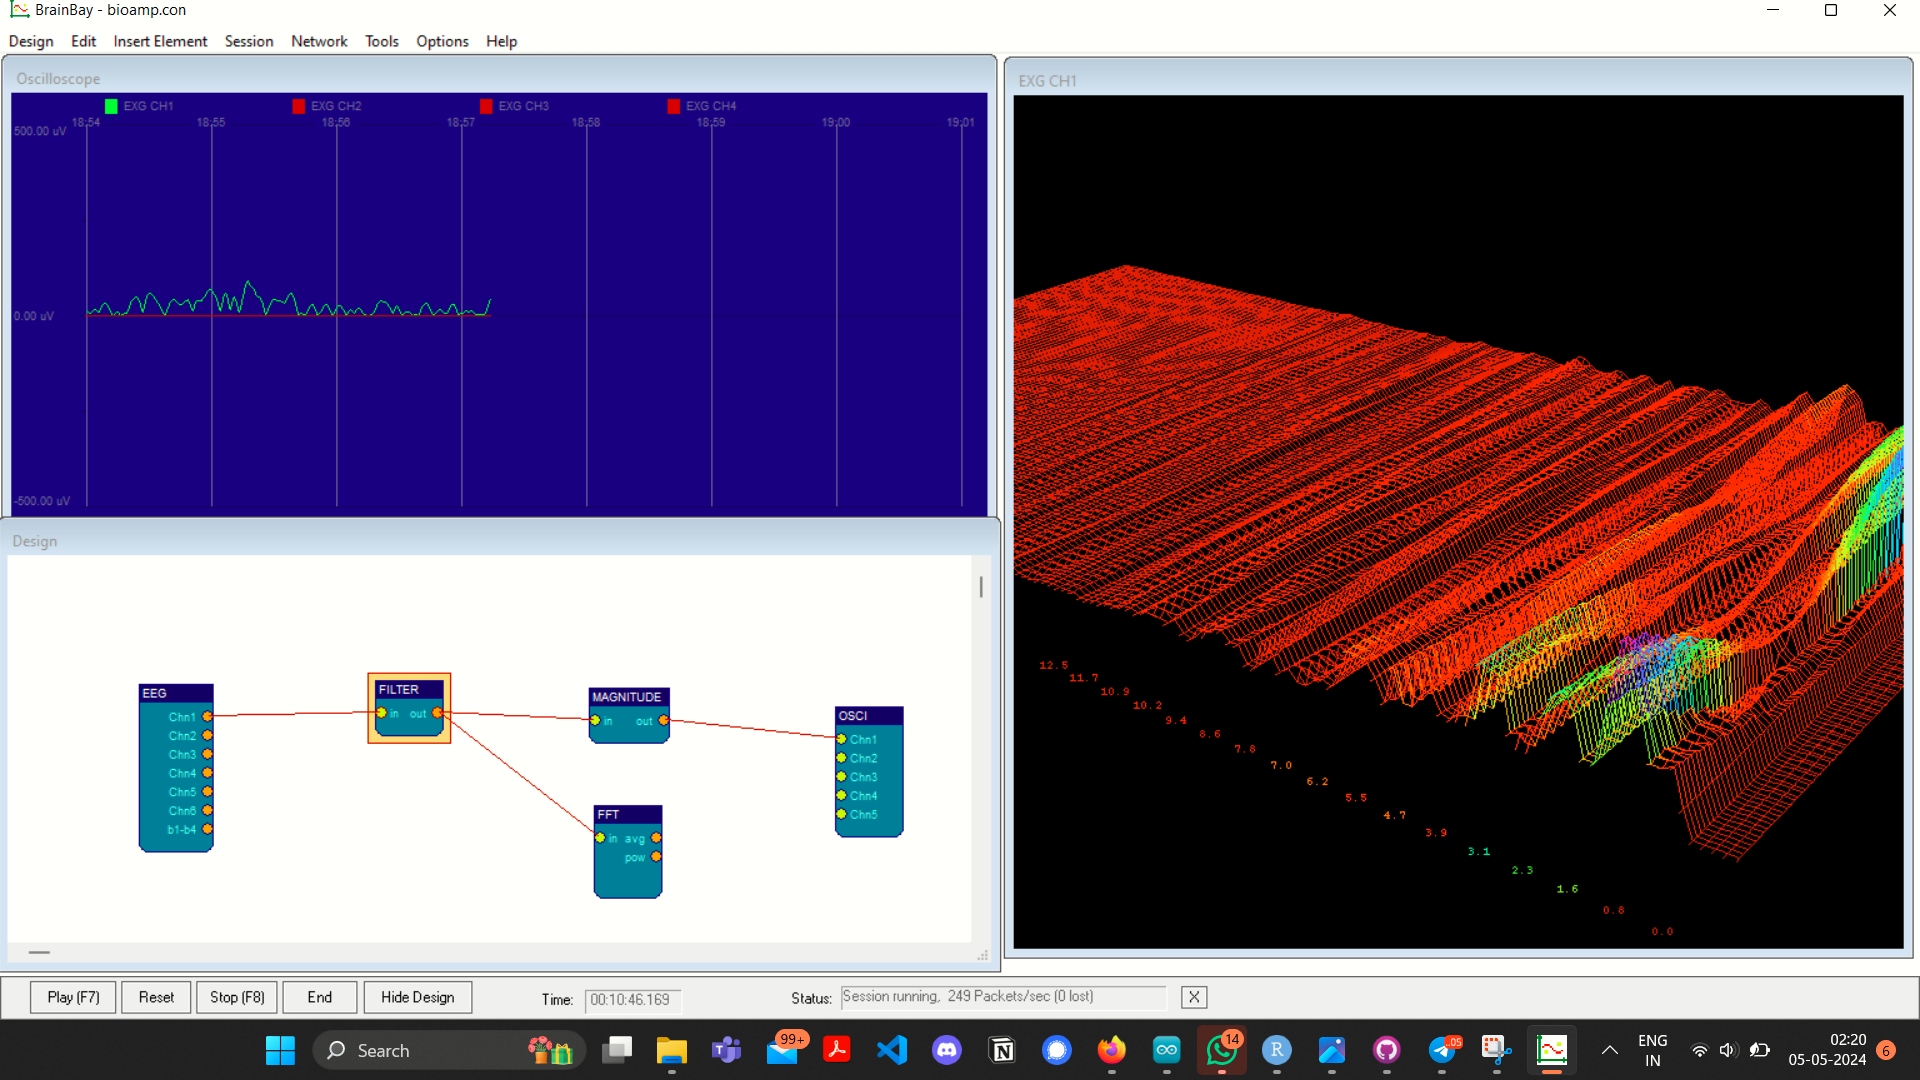 BrainBay - bioamp.con
Design Edit Insert Element Session Network Tools Options Help
Oscilloscope
EXG CH1 EXG CH2 EXG CH3 EXG CH4
18:54 18:55 18:56 18:57 18:58 18:59 19:00 19:01
500.00 uV
0.00 uV
-500.00 uV
EXG CH1
12.5
11.7
10.9
10.2
9.4
8.6
7.8
7.0
6.2
5.5
4.7
3.9
3.1
2.3
1.6
0.8
0.0
Design
EEG
Chn1
Chn2
Chn3
Chn4
Chn5
Chn6
b1-b4
FILTER
in out
MAGNITUDE
in out
FFT
in avg
pow
OSCI
Chn1
Chn2
Chn3
Chn4
Chn5
Play (F7) Reset Stop (F8) End Hide Design Time: 00:10:46.169 Status: Session running, 249 Packets/sec (0 lost) X
Search 99+ 14 .05 ENG IN 02:20 05-05-2024 6